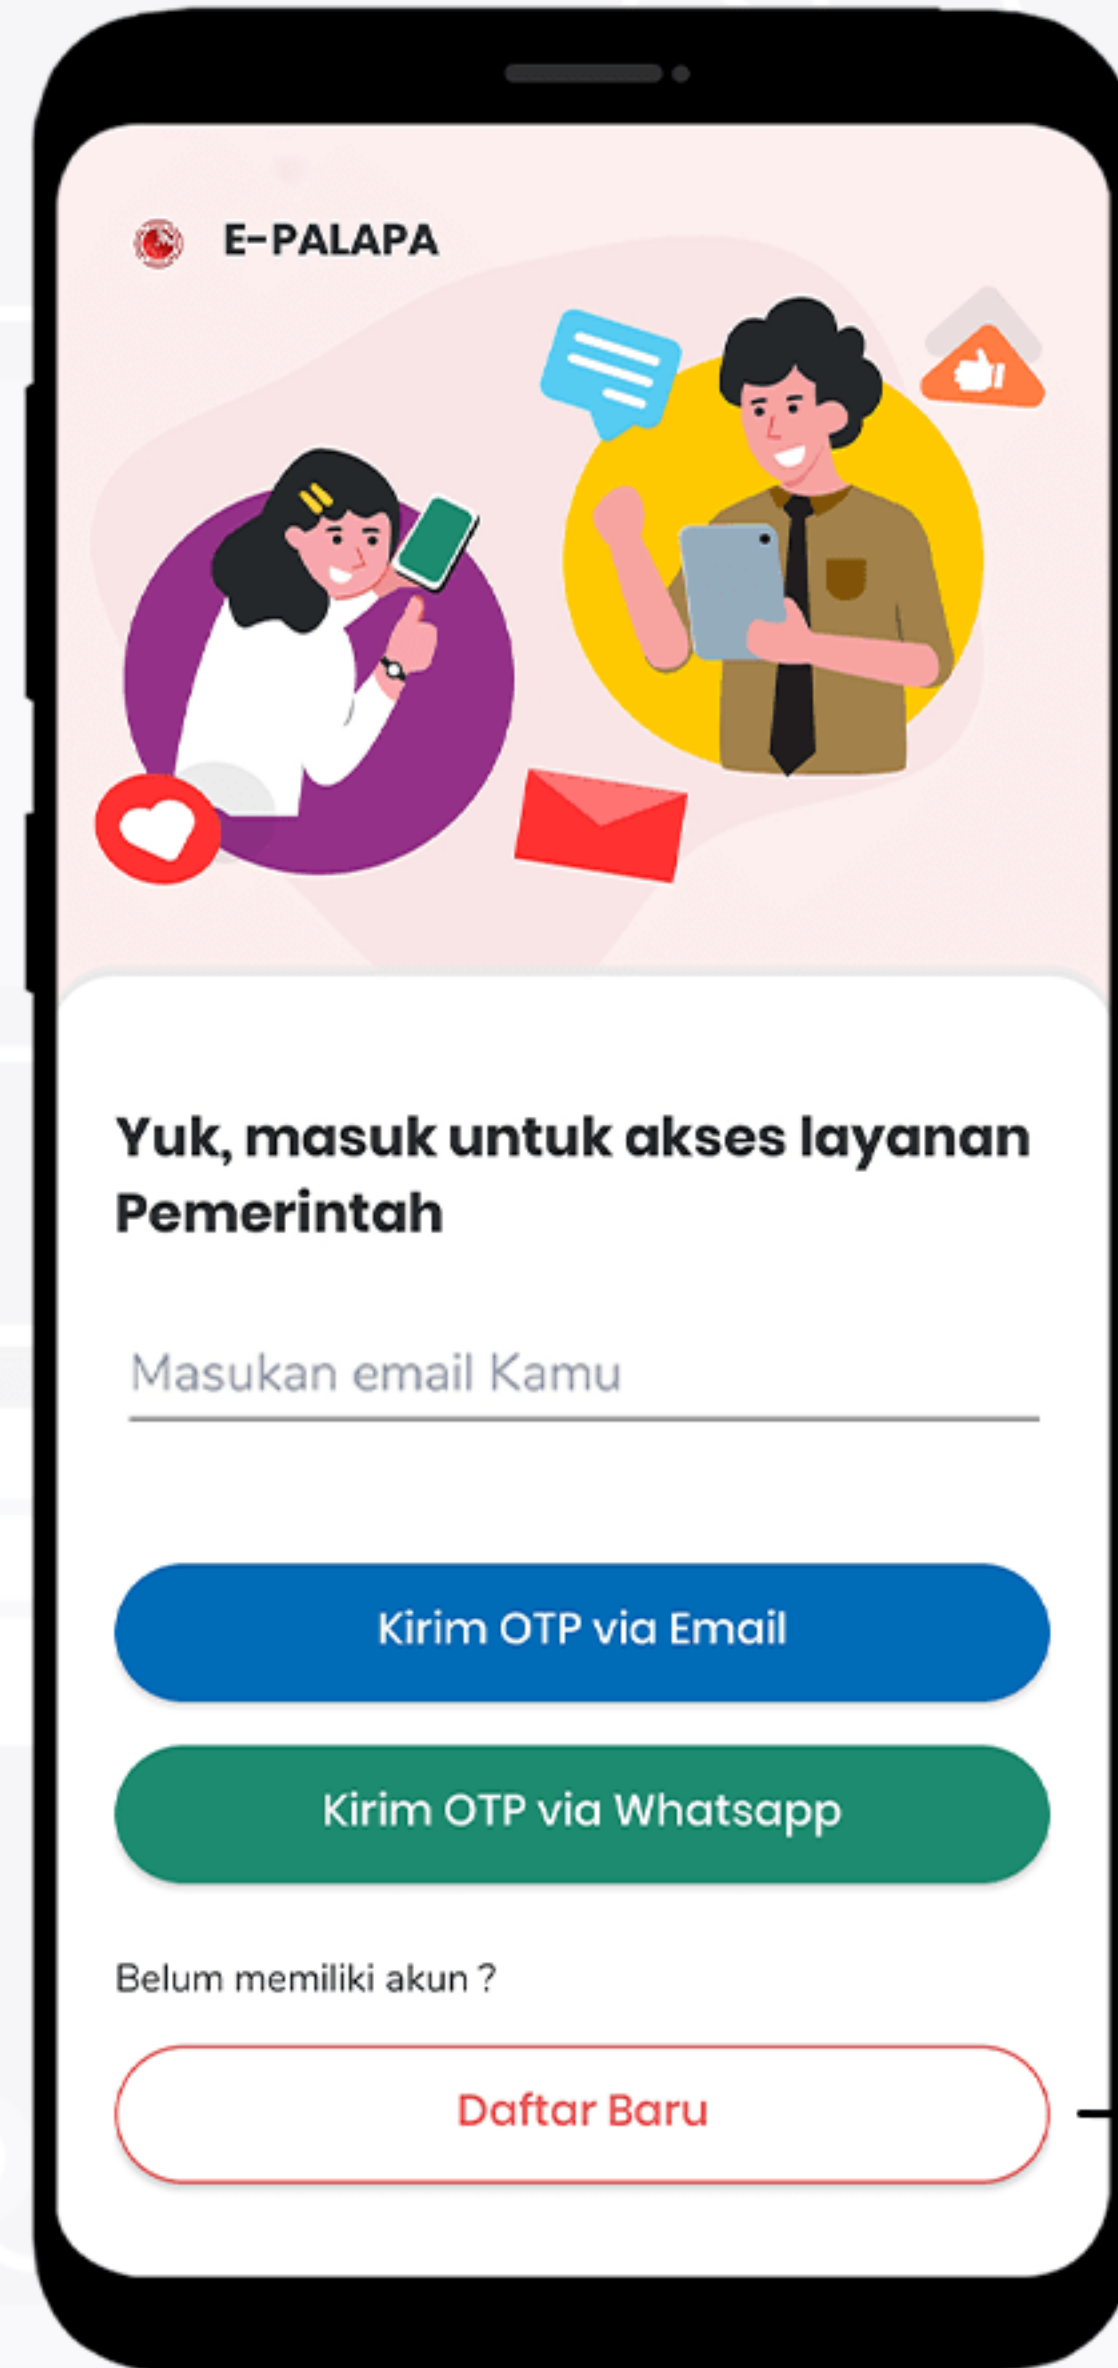 E-PALAPA
Yuk, masuk untuk akses layanan
Pemerintah
Masukan email Kamu
Kirim OTP via Email
Kirim OTP via Whatsapp
Belum memiliki akun ?
Daftar Baru